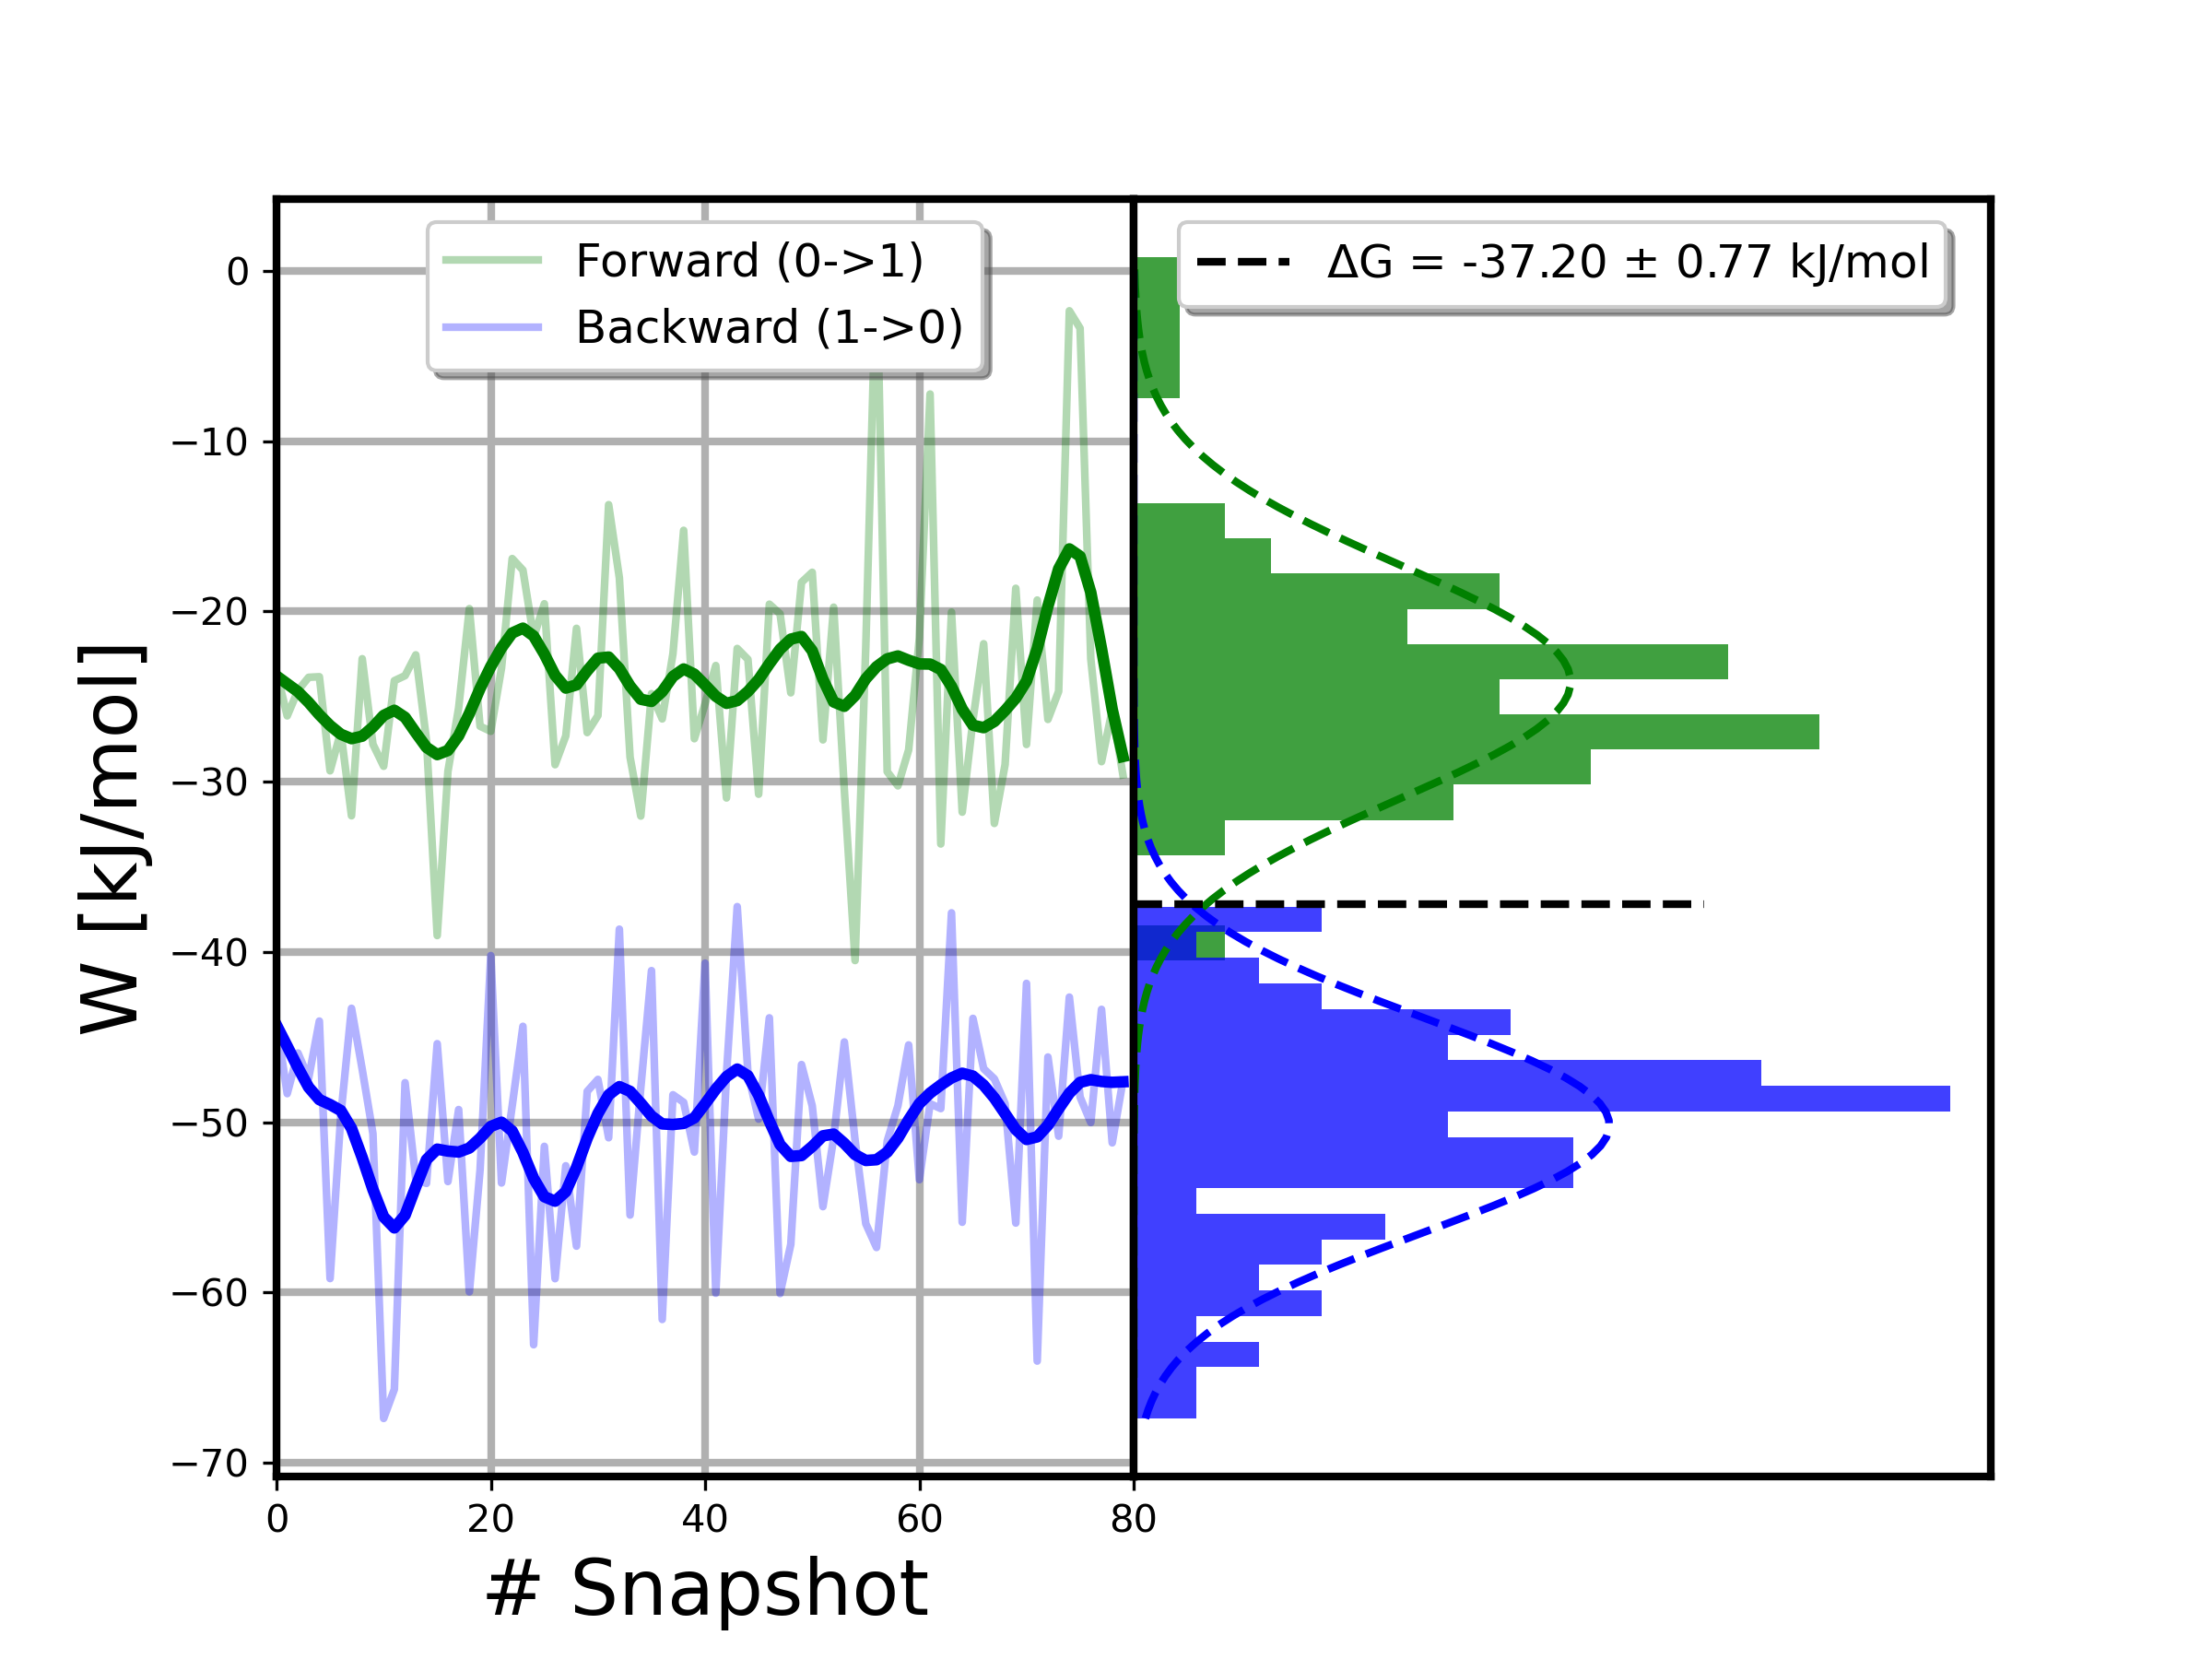 Forward (0->1)
Backward (1->0)
ΔG = -37.20 ± 0.77 kJ/mol
W [kJ/mol]
0
−10
−20
−30
−40
−50
−60
−70
0 20 40 60 80
# Snapshot